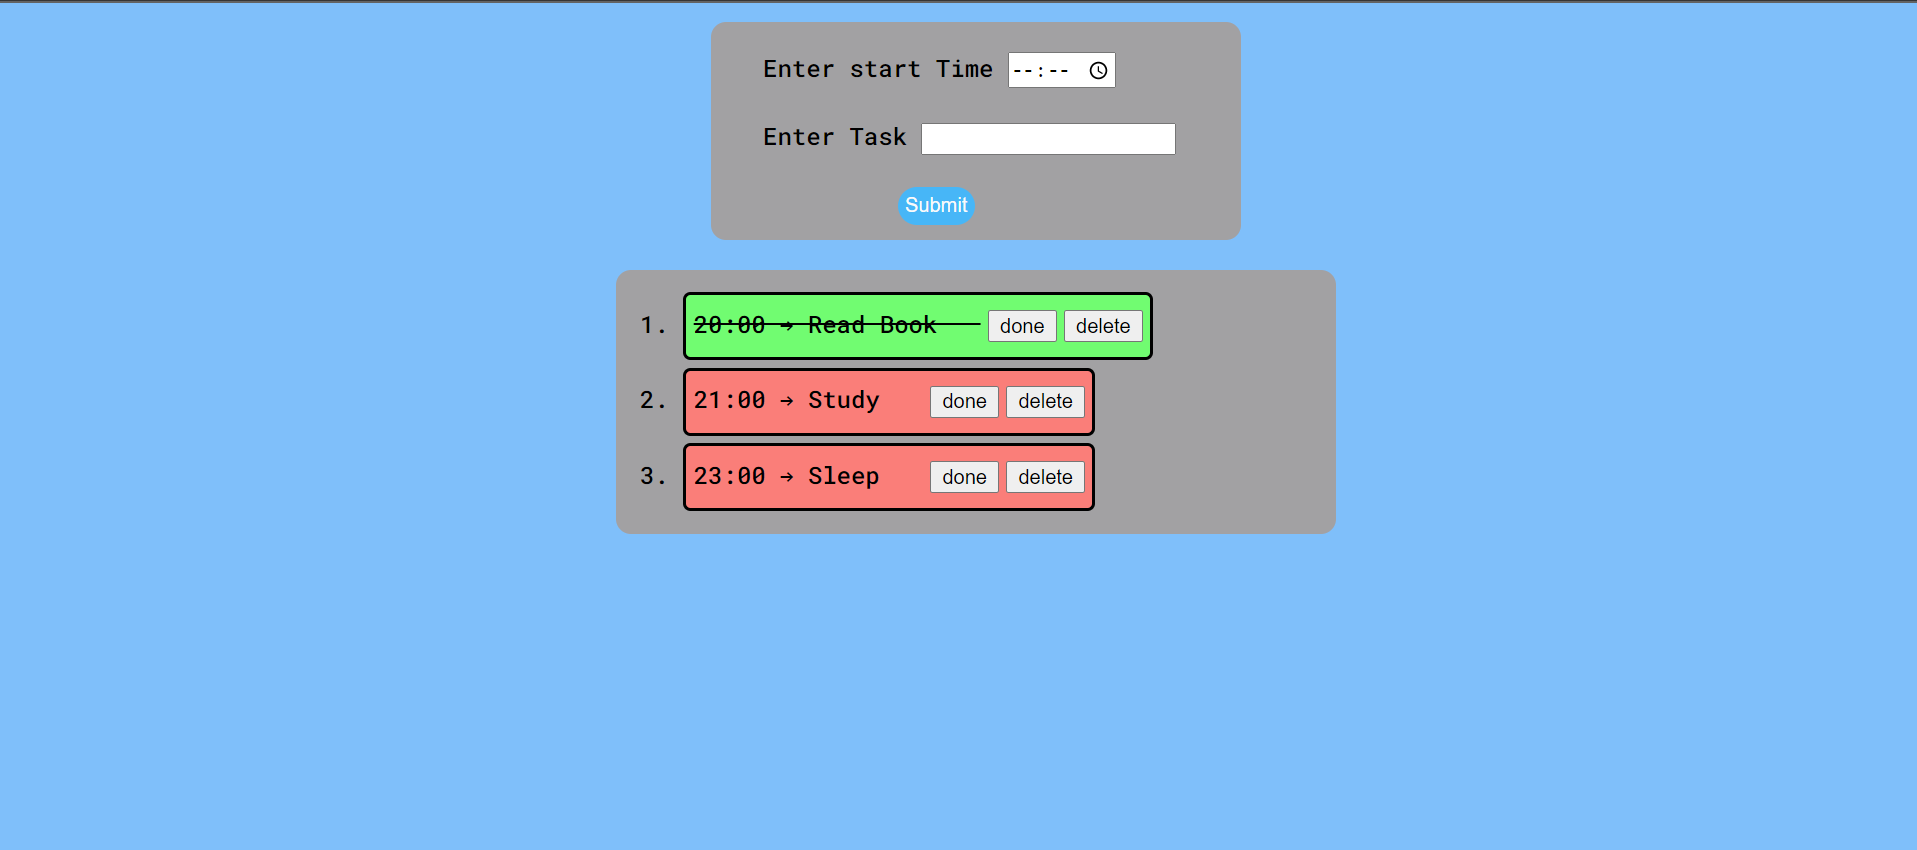 Enter start Time --:--
Enter Task
Submit
1. 20:00 → Read Book done delete
2. 21:00 → Study done delete
3. 23:00 → Sleep done delete